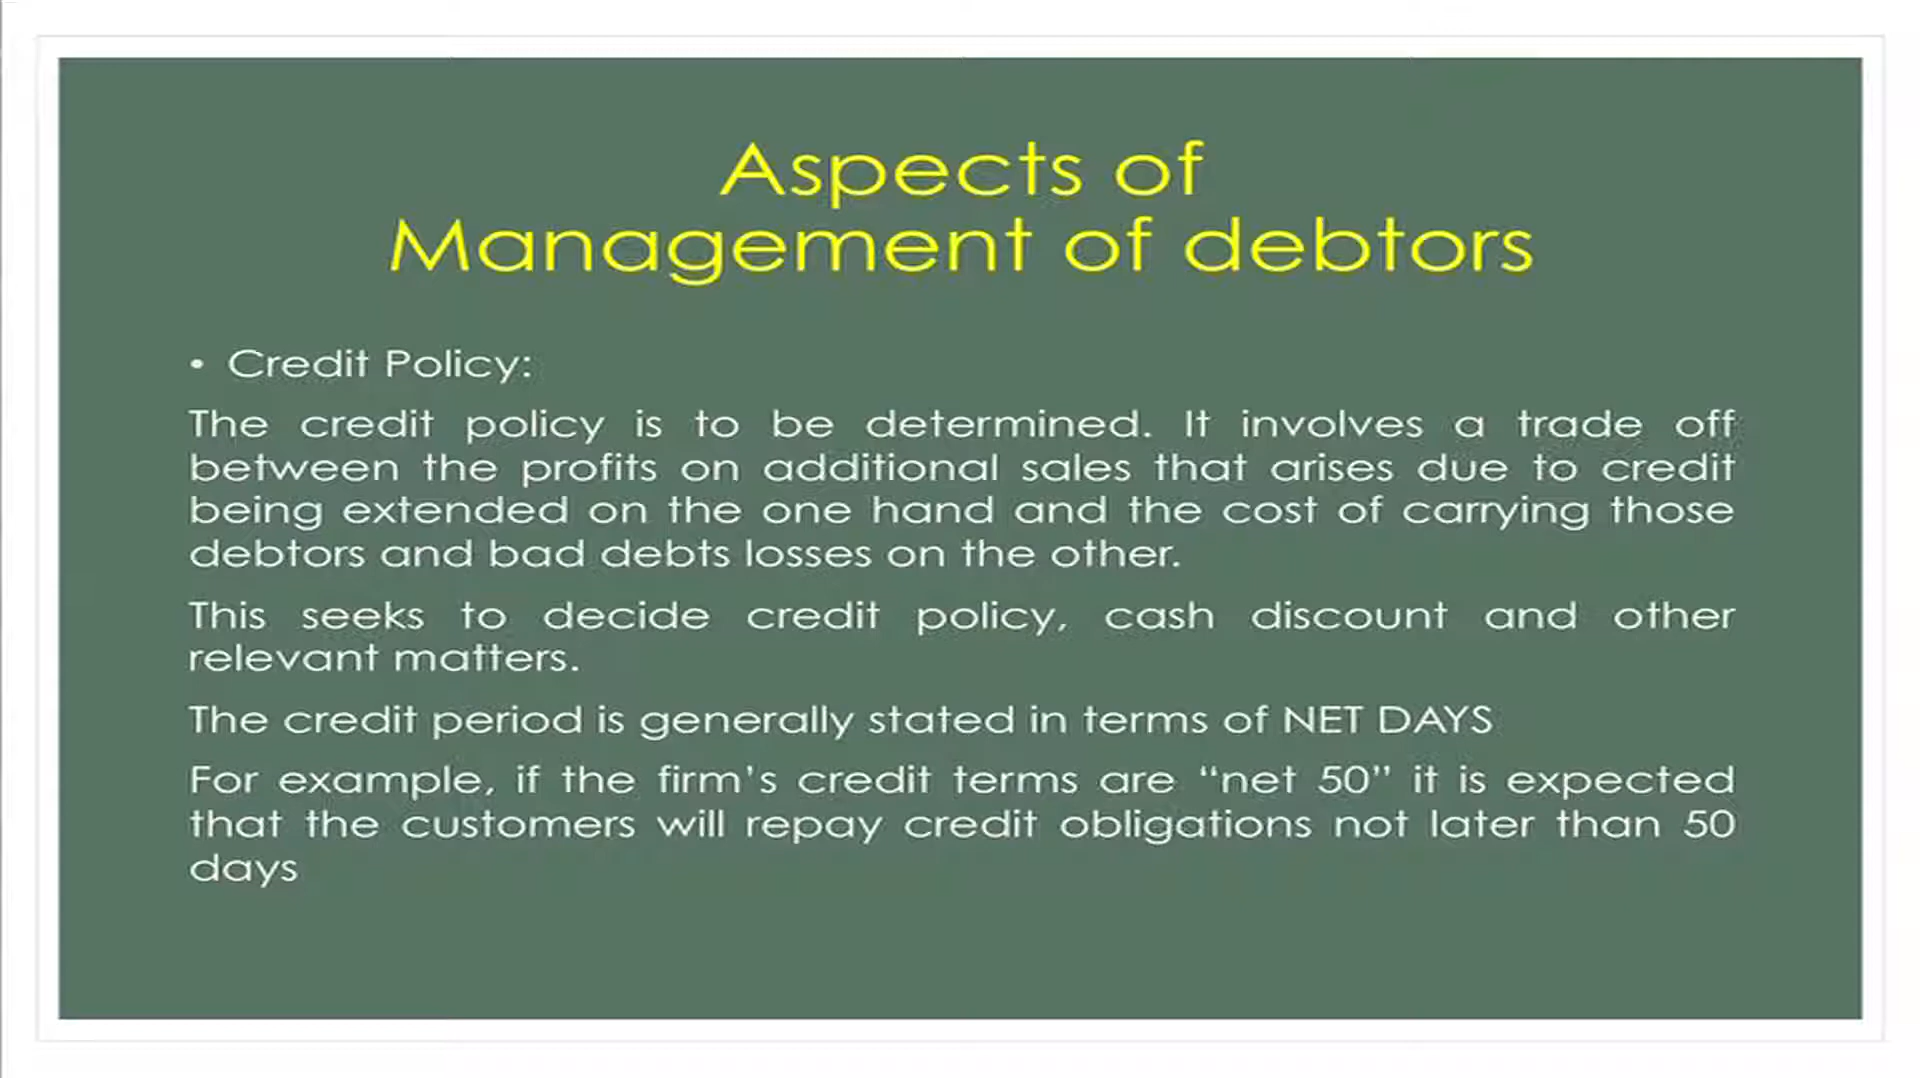 Aspects of
Management of debtors
• Credit Policy:
The credit policy is to be determined. It involves a trade off
between the profits on additional sales that arises due to credit
being extended on the one hand and the cost of carrying those
debtors and bad debts losses on the other.
This seeks to decide credit policy, cash discount and other
relevant matters.
The credit period is generally stated in terms of NET DAYS
For example, if the firm’s credit terms are “net 50” it is expected
that the customers will repay credit obligations not later than 50
days